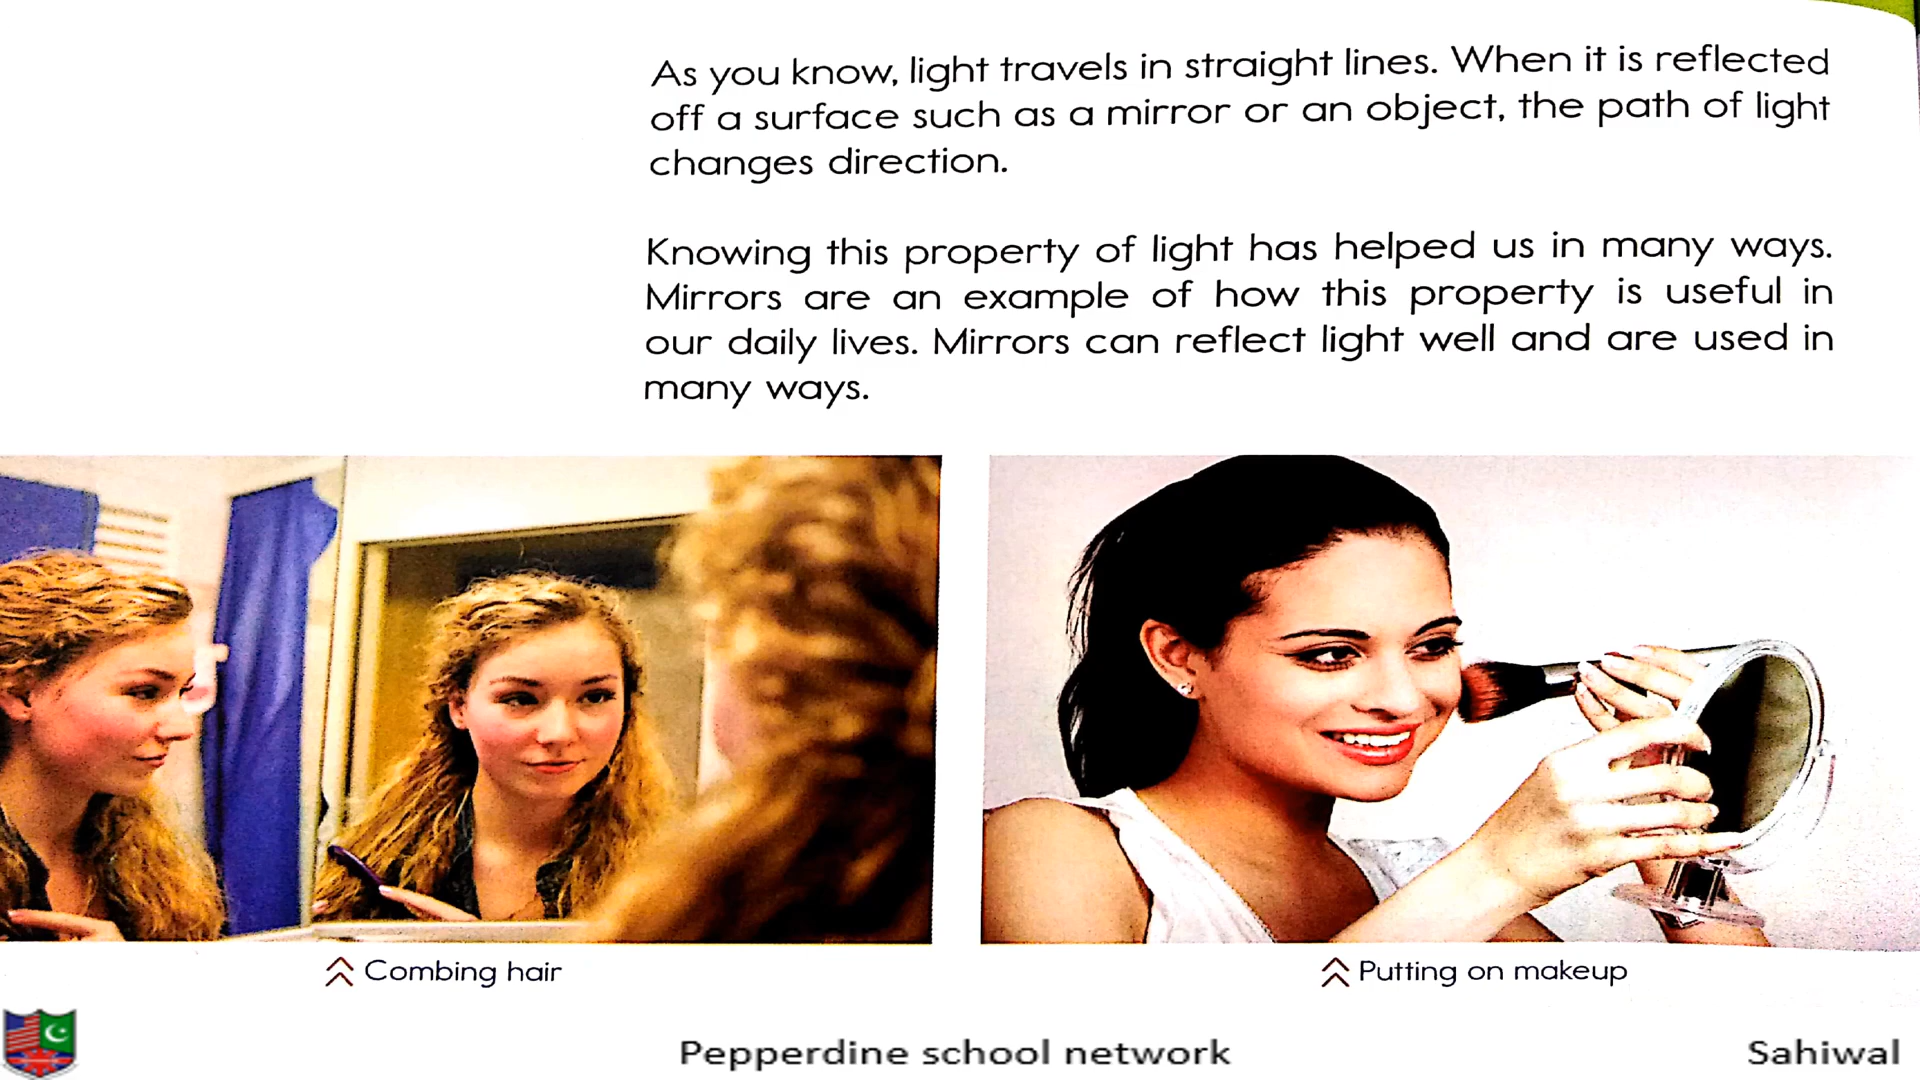 As you know, light travels in straight lines. When it is reflected
off a surface such as a mirror or an object, the path of light
changes direction.
Knowing this property of light has helped us in many ways.
Mirrors are an example of how this property is useful in
our daily lives. Mirrors can reflect light well and are used in
many ways.
Combing hair
Putting on makeup
Pepperdine school network
Sahiwal